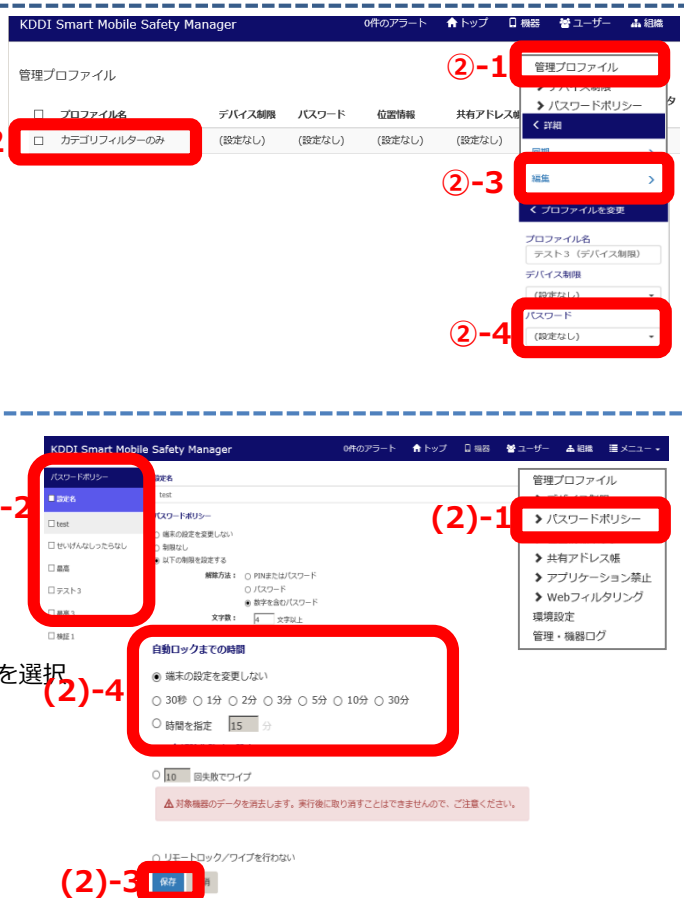 KDDI Smart Mobile Safety Manager 0件のアラート トップ 機器 ユーザー 組織
管理プロファイル
②-1
管理プロファイル
デバイス制限
パスワードポリシー
プロファイル名 デバイス制限 パスワード 位置情報 共有アドレス帳
2
カテゴリフィルターのみ (設定なし) (設定なし) (設定なし) (設定なし)
詳細
②-3
編集
プロファイルを変更
プロファイル名
テスト3（デバイス制限）
デバイス制限
(設定なし)
パスワード
②-4
(設定なし)
KDDI Smart Mobile Safety Manager 0件のアラート トップ 機器 ユーザー 組織 メニュー
パスワードポリシー
設定名
-2
test
せいげんなしったらなし
最高
テスト3
最高3
検証1
設定名
test
パスワードポリシー
端末の設定を変更しない
制限なし
以下の制限を設定する
解除方法： PINまたはパスワード
パスワード
数字を含むパスワード
文字数： 4 文字以上
(2)-1
管理プロファイル
デバイス制限
パスワードポリシー
共有アドレス帳
アプリケーション禁止
Webフィルタリング
環境設定
管理・機器ログ
を選択
(2)-4
自動ロックまでの時間
端末の設定を変更しない
30秒 1分 2分 3分 5分 10分 30分
時間を指定 15 分
10 回失敗でワイプ
対象機器のデータを消去します。実行後に取り消すことはできませんので、ご注意ください。
リモートロック／ワイプを行わない
(2)-3
保存
消